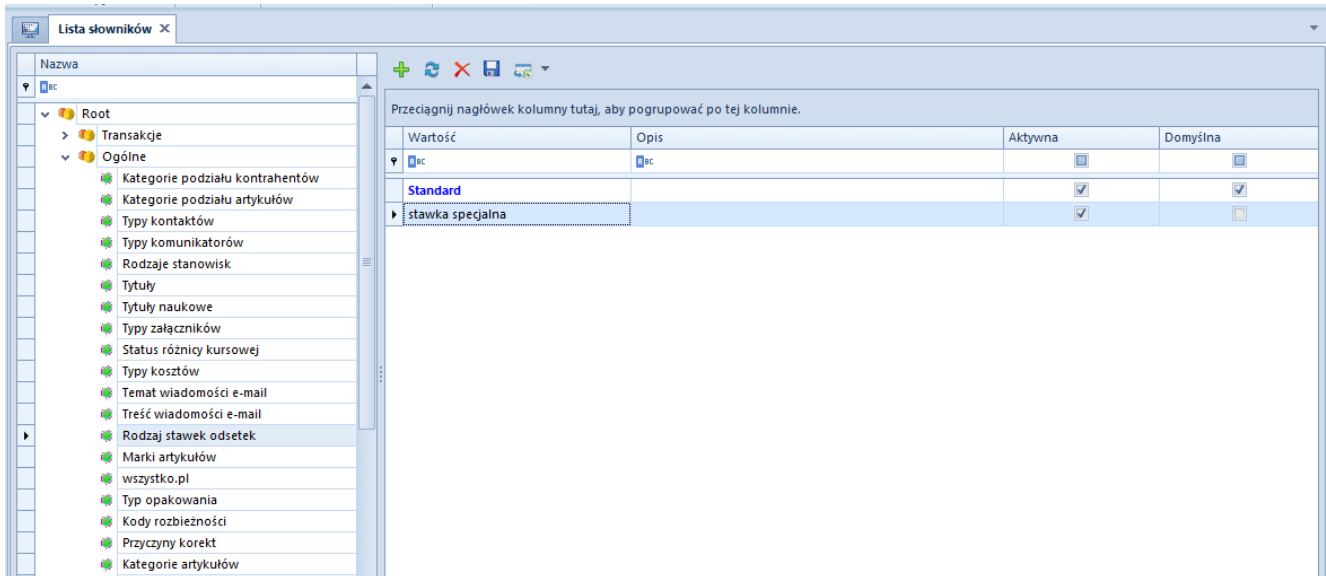 Lista słowników
Nazwa
Root
Transakcje
Ogólne
Kategorie podziału kontrahentów
Kategorie podziału artykułów
Typy kontaktów
Typy komunikatorów
Rodzaje stanowisk
Tytuły
Tytuły naukowe
Typy załączników
Status różnicy kursowej
Typy kosztów
Temat wiadomości e-mail
Treść wiadomości e-mail
Rodzaj stawek odsetek
Marki artykułów
wszystko.pl
Typ opakowania
Kody rozbieżności
Przyczyny korekt
Kategorie artykułów
Przeciągnij nagłówek kolumny tutaj, aby pogrupować po tej kolumnie.
Wartość Opis Aktywna Domyślna
Standard
stawka specjalna